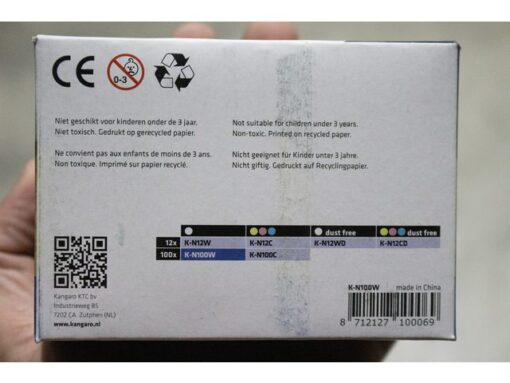 CE
0-3
Niet geschikt voor kinderen onder de 3 jaar.
Niet toxisch. Gedrukt op gerecycled papier.
Not suitable for children under 3 years.
Non-toxic. Printed on recycled paper.
Ne convient pas aux enfants de moins de 3 ans.
Non toxique. Imprimé sur papier recyclé.
Nicht geeignet für Kinder unter 3 jahre.
Nicht giftig. Gedruckt auf Recyclingpapier.
dust free dust free
12x K-N12W K-N12C K-N12WD K-N12CD
100x K-N100W K-N100C
Kangaro KTC bv
Industrieweg 85
7202 CA Zutphen (NL)
www.kangaro.nl
K-N100W made in China
8 712127 100069